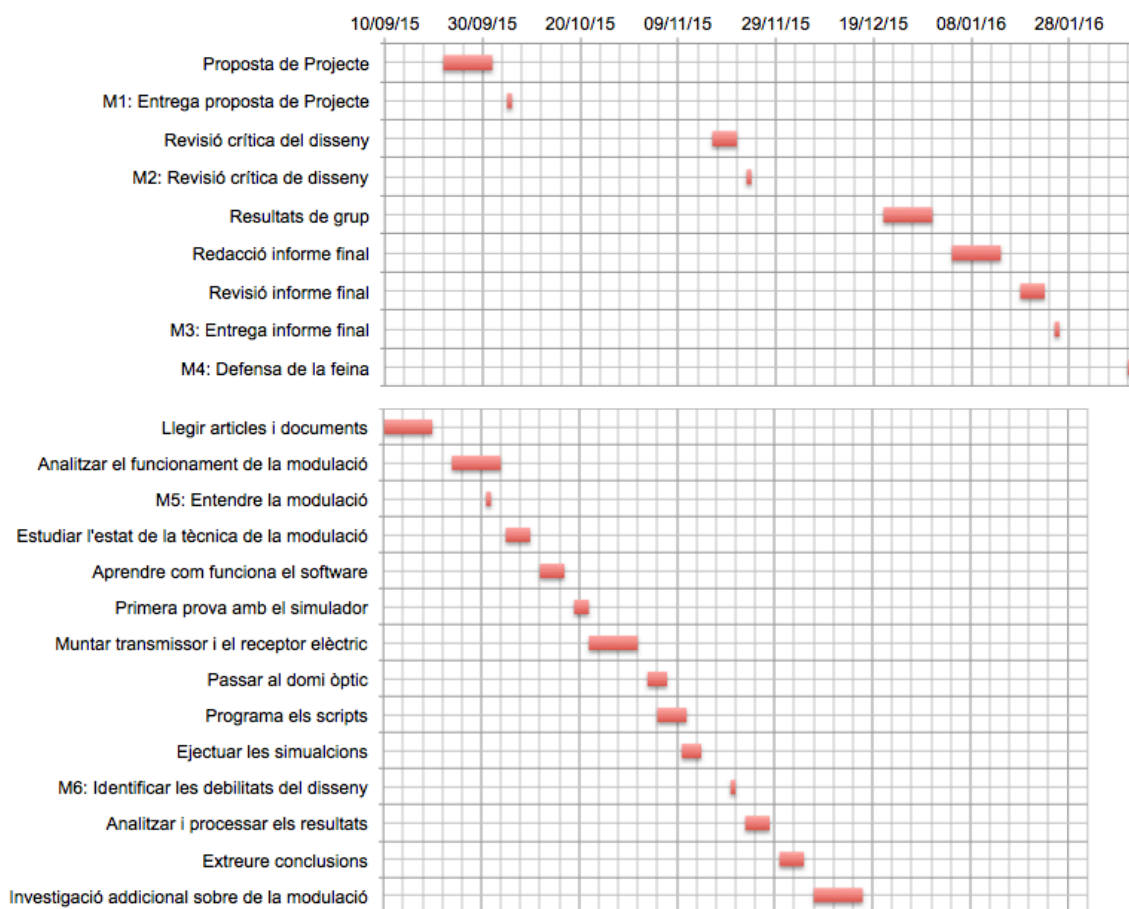 10/09/15 30/09/15 20/10/15 09/11/15 29/11/15 19/12/15 08/01/16 28/01/16
Proposta de Projecte
M1: Entrega proposta de Projecte
Revisió crítica del disseny
M2: Revisió crítica de disseny
Resultats de grup
Redacció informe final
Revisió informe final
M3: Entrega informe final
M4: Defensa de la feina
Llegir articles i documents
Analitzar el funcionament de la modulació
M5: Entendre la modulació
Estudiar l'estat de la tècnica de la modulació
Aprendre com funciona el software
Primera prova amb el simulador
Muntar transmissor i el receptor elèctric
Passar al domi òptic
Programa els scripts
Ejectuar les simualcions
M6: Identificar les debilitats del disseny
Analitzar i processar els resultats
Extreure conclusions
Investigació addicional sobre de la modulació